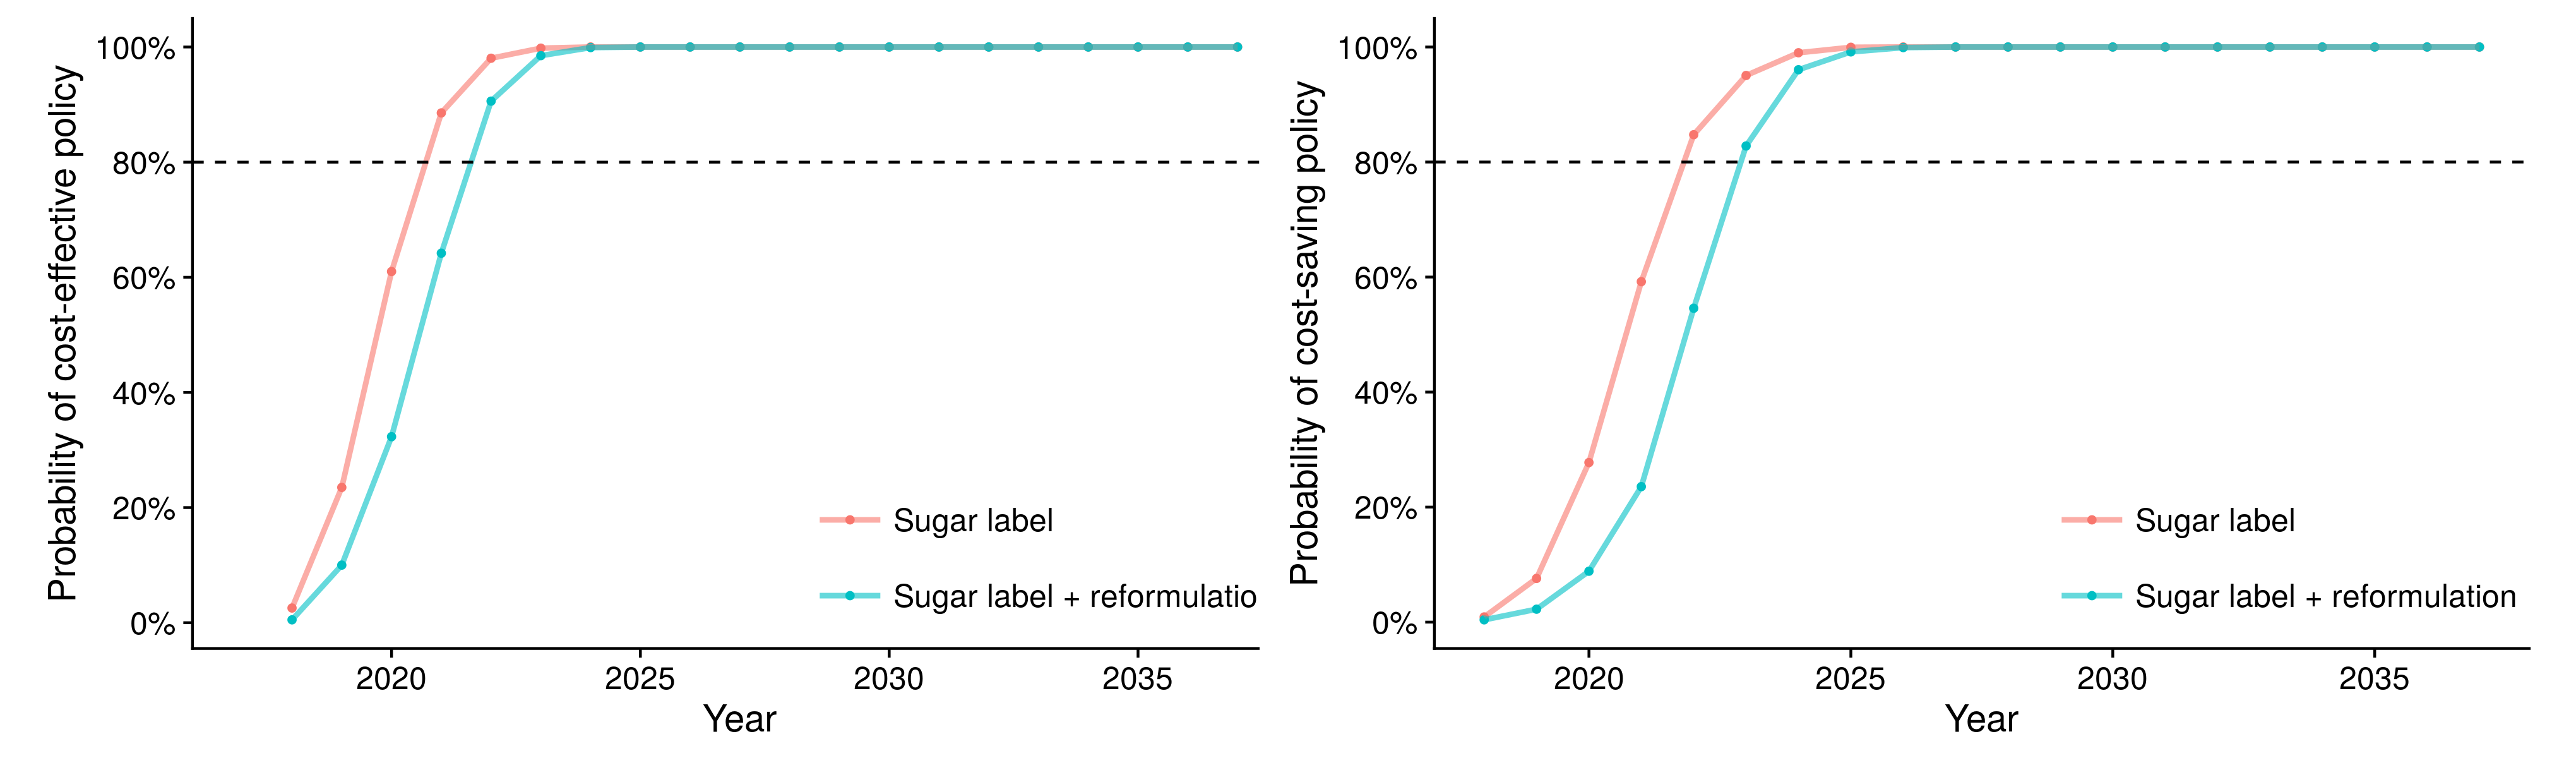 Probability of cost-effective policy
100%
80%
60%
40%
20%
0%
2020
2025
2030
2035
Year
Sugar label
Sugar label + reformulatio
Probability of cost-saving policy
100%
80%
60%
40%
20%
0%
2020
2025
2030
2035
Year
Sugar label
Sugar label + reformulation